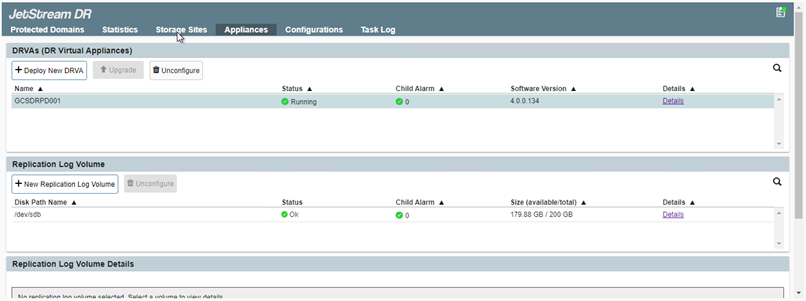 JetStream DR
Protected Domains Statistics Storage Sites Appliances Configurations Task Log
DRVAs (DR Virtual Appliances)
+ Deploy New DRVA Upgrade Unconfigure
Name ▲ Status ▲ Child Alarm ▲ Software Version ▲ Details ▲
GCSDRPD001 Running 0 4.0.0.134 Details
Replication Log Volume
+ New Replication Log Volume Unconfigure
Disk Path Name ▲ Status Child Alarm ▲ Size (available/total) ▲ Details ▲
/dev/sdb Ok 0 179.88 GB / 200 GB Details
Replication Log Volume Details
No replication log volume selected. Select a volume to view details.